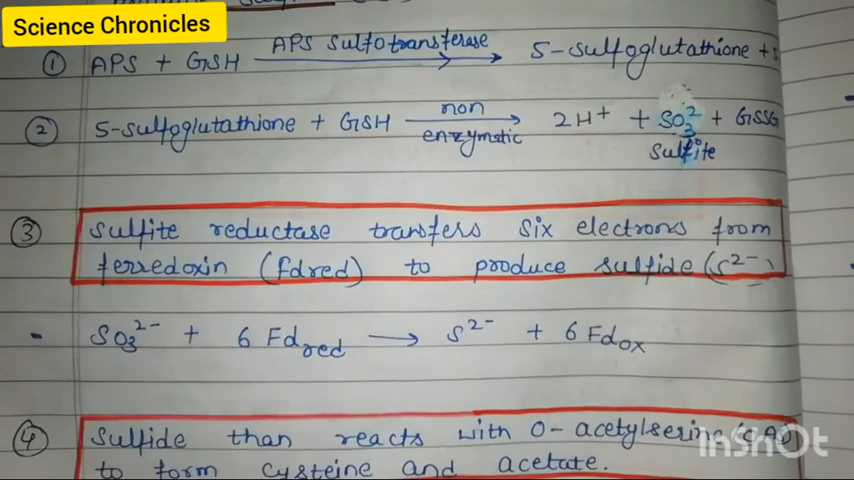 Science Chronicles
① APS + GSH APS Sulfotransferase → S-sulfoglutathione +
② S-sulfoglutathione + GSH non enzymatic → 2H+ + SO3 2- + GSSG
Sulfite
③ Sulfite reductase transfers six electrons from
ferredoxin (fdred) to produce sulfide (S2-)
- SO3 2- + 6 Fdred → S2- + 6 Fdox
④ Sulfide than reacts with O-acetylserine
to form cysteine and acetate.
inShOt